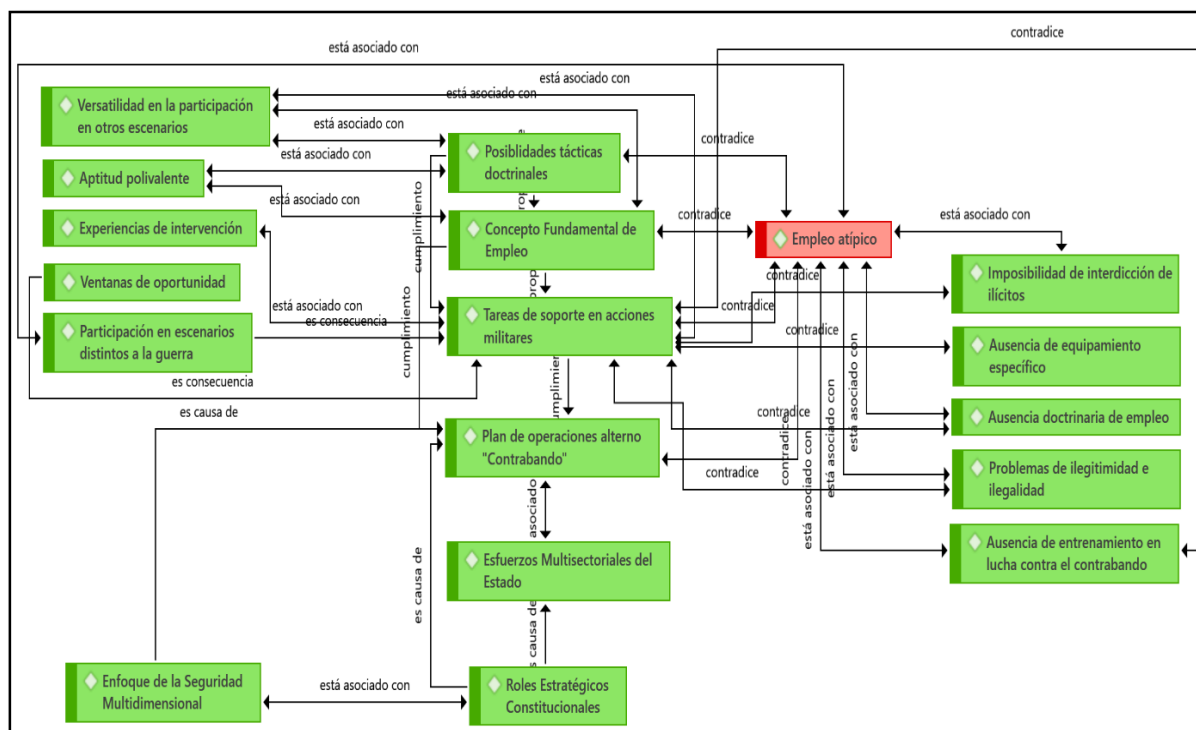 contradice
está asociado con
está asociado con
Versatilidad en la participación
en otros escenarios
está asociado con
está asociado con
Posiblidades tácticas
doctrinales
contradice
está asociado con
Aptitud polivalente
cumplimiento
Experiencias de intervención
Concepto Fundamental de
Empleo
contradice
Empleo atípico
está asociado con
Ventanas de oportunidad
contradice
Imposibilidad de interdicción de
ilícitos
está asociado con
es consecuencia
Tareas de soporte en acciones
militares
contradice
Participación en escenarios
distintos a la guerra
cumplimiento
contradice
Ausencia de equipamiento
específico
es consecuencia
es causa de
contradice
Ausencia doctrinaria de empleo
está asociado con
está asociado con
está asociado con
contradice
Plan de operaciones alterno
"Contrabando"
contradice
Problemas de ilegitimidad e
ilegalidad
asociado
es causa de
Esfuerzos Multisectoriales del
Estado
Ausencia de entrenamiento en
lucha contra el contrabando
es causa de
Enfoque de la Seguridad
Multidimensional
está asociado con
Roles Estratégicos
Constitucionales